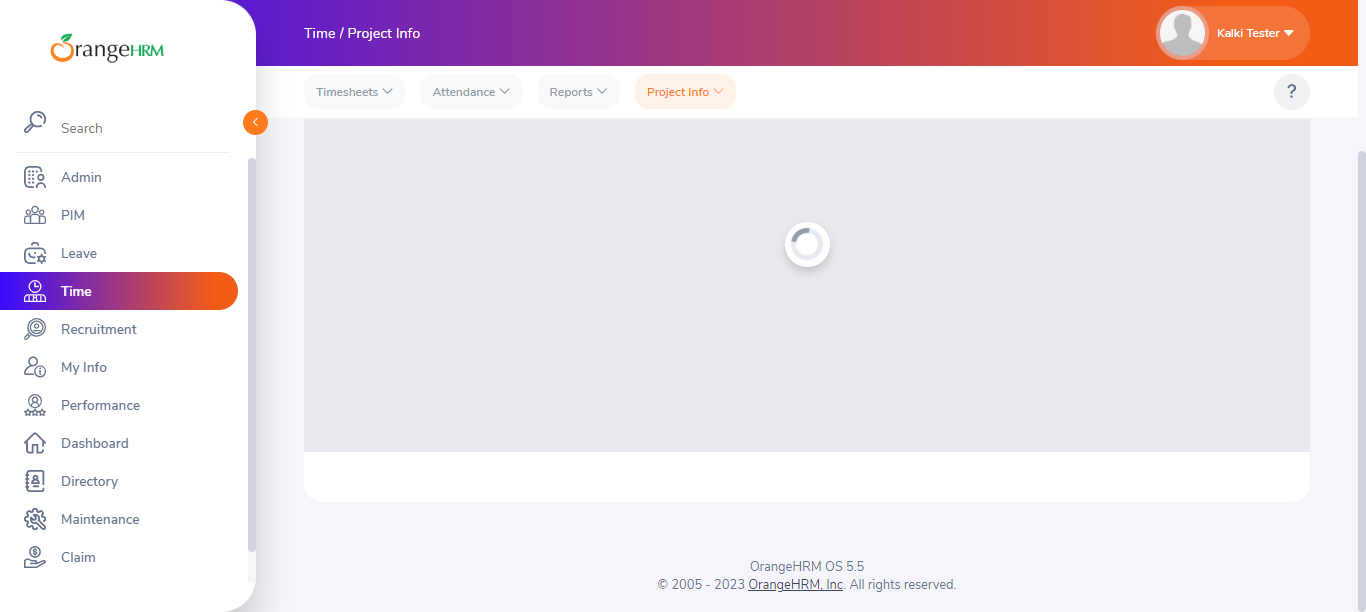 OrangeHRM
Search
Admin
PIM
Leave
Time
Recruitment
My Info
Performance
Dashboard
Directory
Maintenance
Claim
Time / Project Info
Kalki Tester
Timesheets
Attendance
Reports
Project Info
?
OrangeHRM OS 5.5
© 2005 - 2023 OrangeHRM, Inc. All rights reserved.